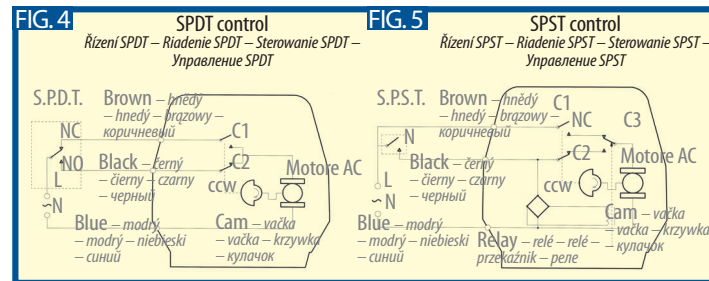 FIG. 4
SPDT control
Řízení SPDT – Riadenie SPDT – Sterowanie SPDT –
Управление SPDT
S.P.D.T.
Brown – hnedý
– hnedý – brązowy –
коричневый
NC
C1
NO
Black – černý
– čierny – czarny
– черный
C2
Motore AC
L
ccw
~ N
Blue – modrý
– modrý – niebieski
– синий
Cam – vačka
– vačka – krzywka
– кулачок
FIG. 5
SPST control
Řízení SPST – Riadenie SPST – Sterowanie SPST –
Управление SPST
S.P.S.T.
Brown – hnědý
– hnedý – brązowy –
коричневый
C1
NC
C3
N
Black – černý
– čierny – czarny
– черный
C2
Motore AC
L
ccw
~ N
Blue – modrý
– modrý – niebieski
– синий
Relay – relé – relé –
przekaźnik – реле
Cam – vačka
– vačka – krzywka
– кулачок